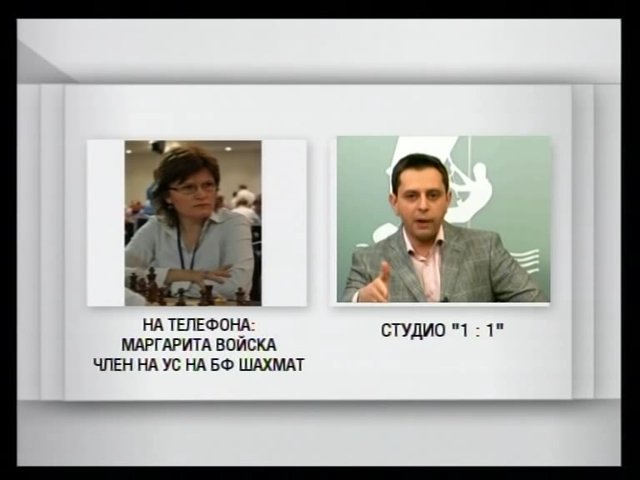 НА ТЕЛЕФОНА:
МАРГАРИТА ВОЙСКА
ЧЛЕН НА УС НА БФ ШАХМАТ
СТУДИО "1 : 1"